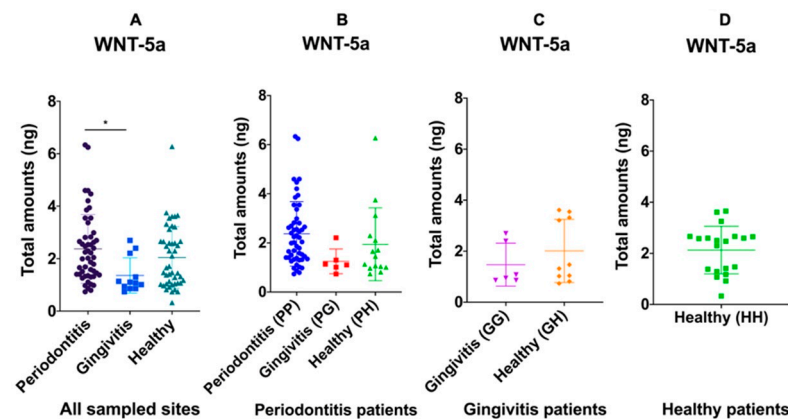 A
B
C
D
WNT-5a
WNT-5a
WNT-5a
WNT-5a
Total amounts (ng)
8
6
4
2
0
*
Periodontitis
Gingivitis
Healthy
All sampled sites
Total amounts (ng)
8
6
4
2
0
Periodontitis (PP)
Gingivitis (PG)
Healthy (PH)
Periodontitis patients
Total amounts (ng)
8
6
4
2
0
Gingivitis (GG)
Healthy (GH)
Gingivitis patients
Total amounts (ng)
8
6
4
2
0
Healthy (HH)
Healthy patients